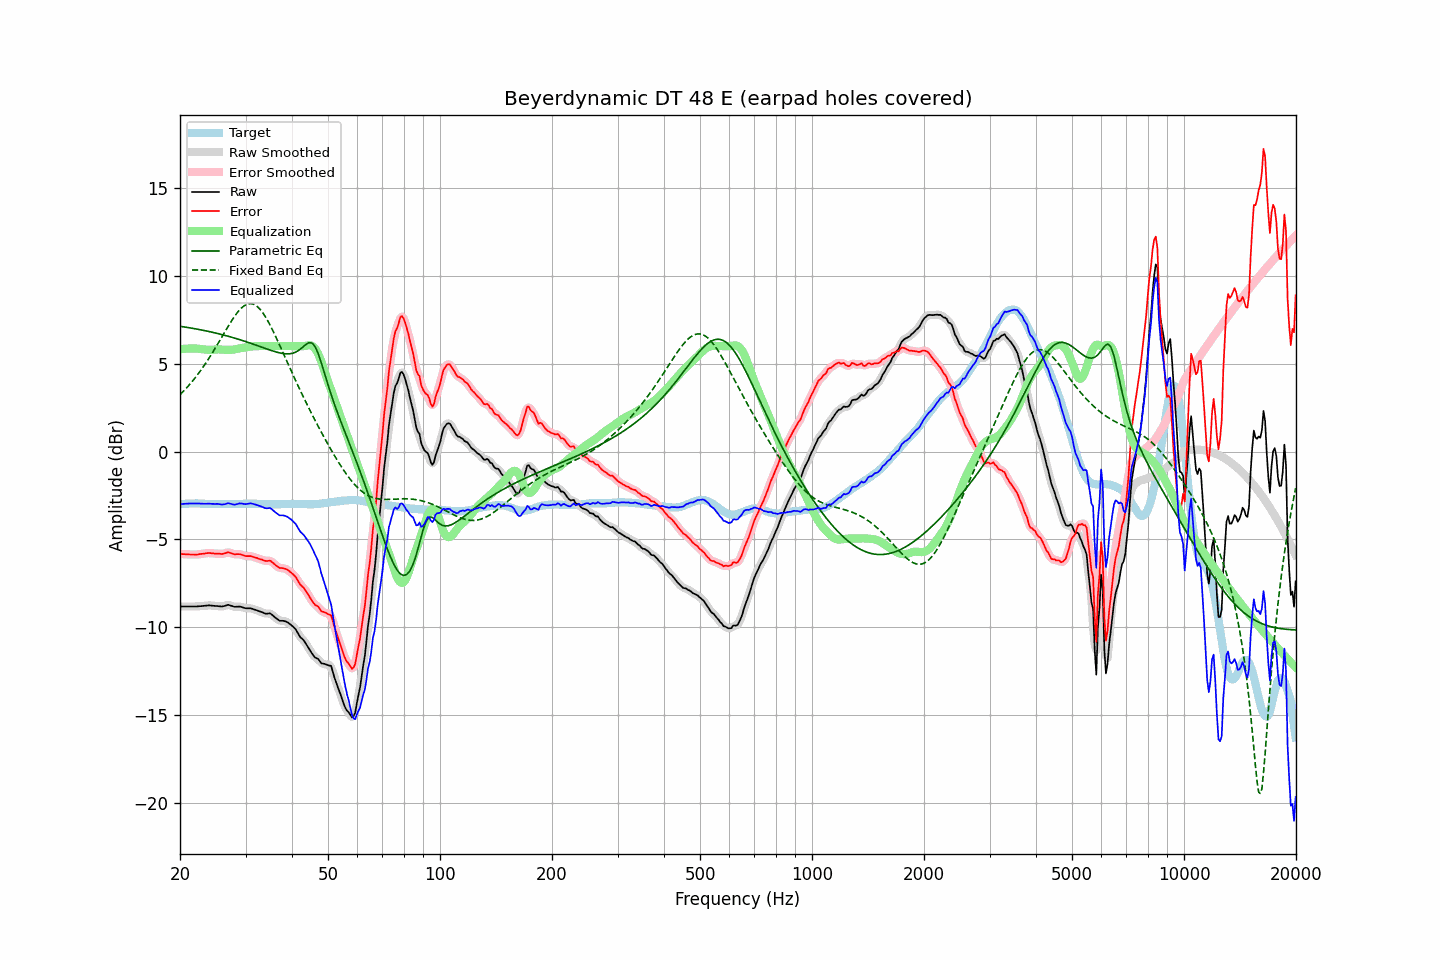 Beyerdynamic DT 48 E (earpad holes covered)
Target
Raw Smoothed
Error Smoothed
Raw
Error
Equalization
Parametric Eq
Fixed Band Eq
Equalized
Amplitude (dBr)
15
10
5
0
−5
−10
−15
−20
20
50
100
200
500
1000
2000
5000
10000
20000
Frequency (Hz)